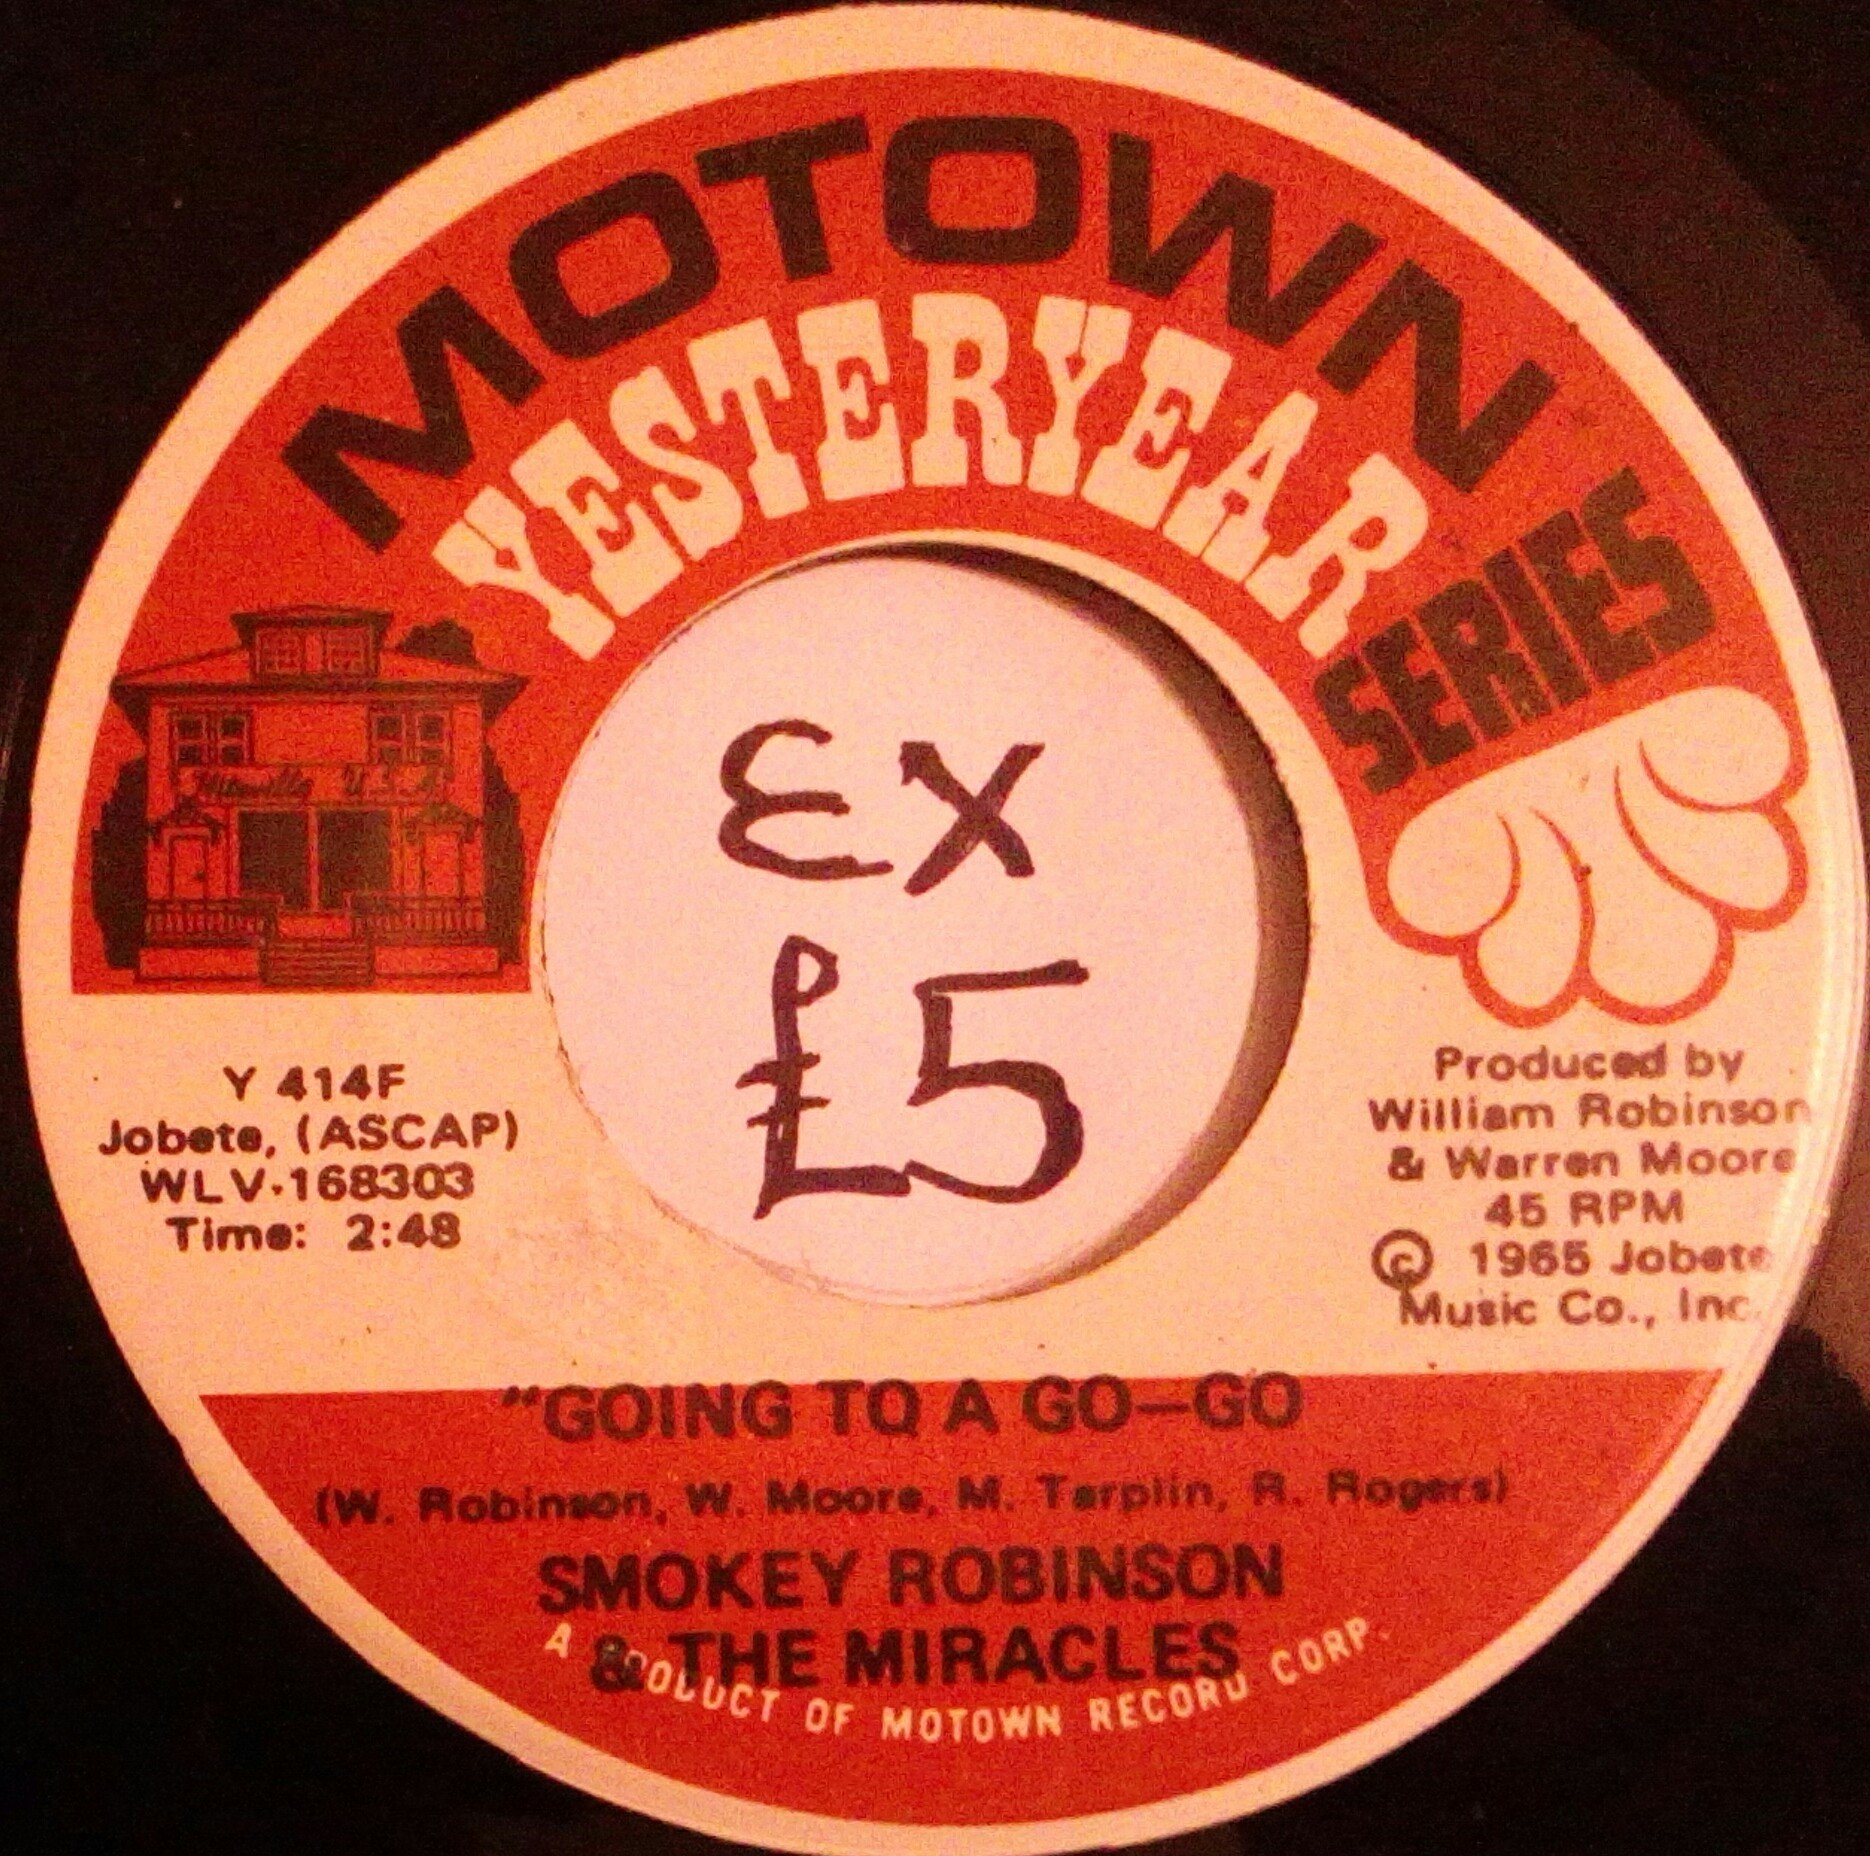 MOTOWN
YESTERYEAR
SERIES
Hitsville U.S.A.
EX
£5
Y 414F
Jobete, (ASCAP)
WLV-168303
Time: 2:48
Produced by
William Robinson
& Warren Moore
45 RPM
© 1965 Jobete
Music Co., Inc.
"GOING TO A GO-GO
(W. Robinson, W. Moore, M. Tarplin, R. Rogers)
SMOKEY ROBINSON
& THE MIRACLES
A PRODUCT OF MOTOWN RECORD CORP.